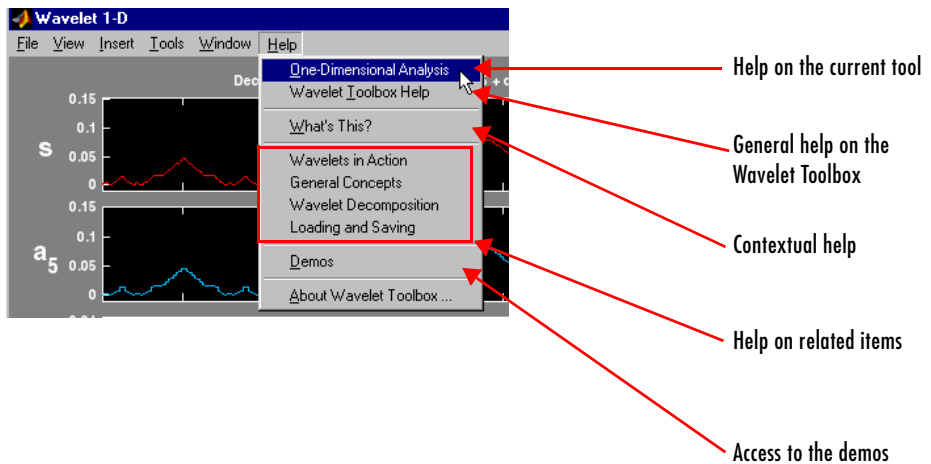 Wavelet 1-D
File View Insert Tools Window Help
Dec
s + c
One-Dimensional Analysis
Wavelet Toolbox Help
What's This?
Wavelets in Action
General Concepts
Wavelet Decomposition
Loading and Saving
Demos
About Wavelet Toolbox ...
0.15
0.1
s
0.05
0
0.15
0.1
a5
0.05
0
Help on the current tool
General help on the
Wavelet Toolbox
Contextual help
Help on related items
Access to the demos